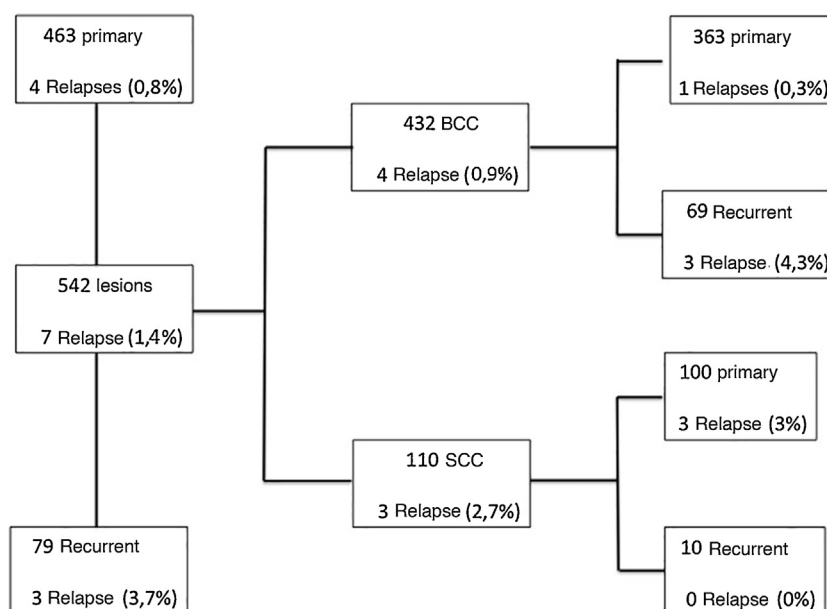 463 primary
4 Relapses (0,8%)
542 lesions
7 Relapse (1,4%)
79 Recurrent
3 Relapse (3,7%)
432 BCC
4 Relapse (0,9%)
110 SCC
3 Relapse (2,7%)
363 primary
1 Relapses (0,3%)
69 Recurrent
3 Relapse (4,3%)
100 primary
3 Relapse (3%)
10 Recurrent
0 Relapse (0%)